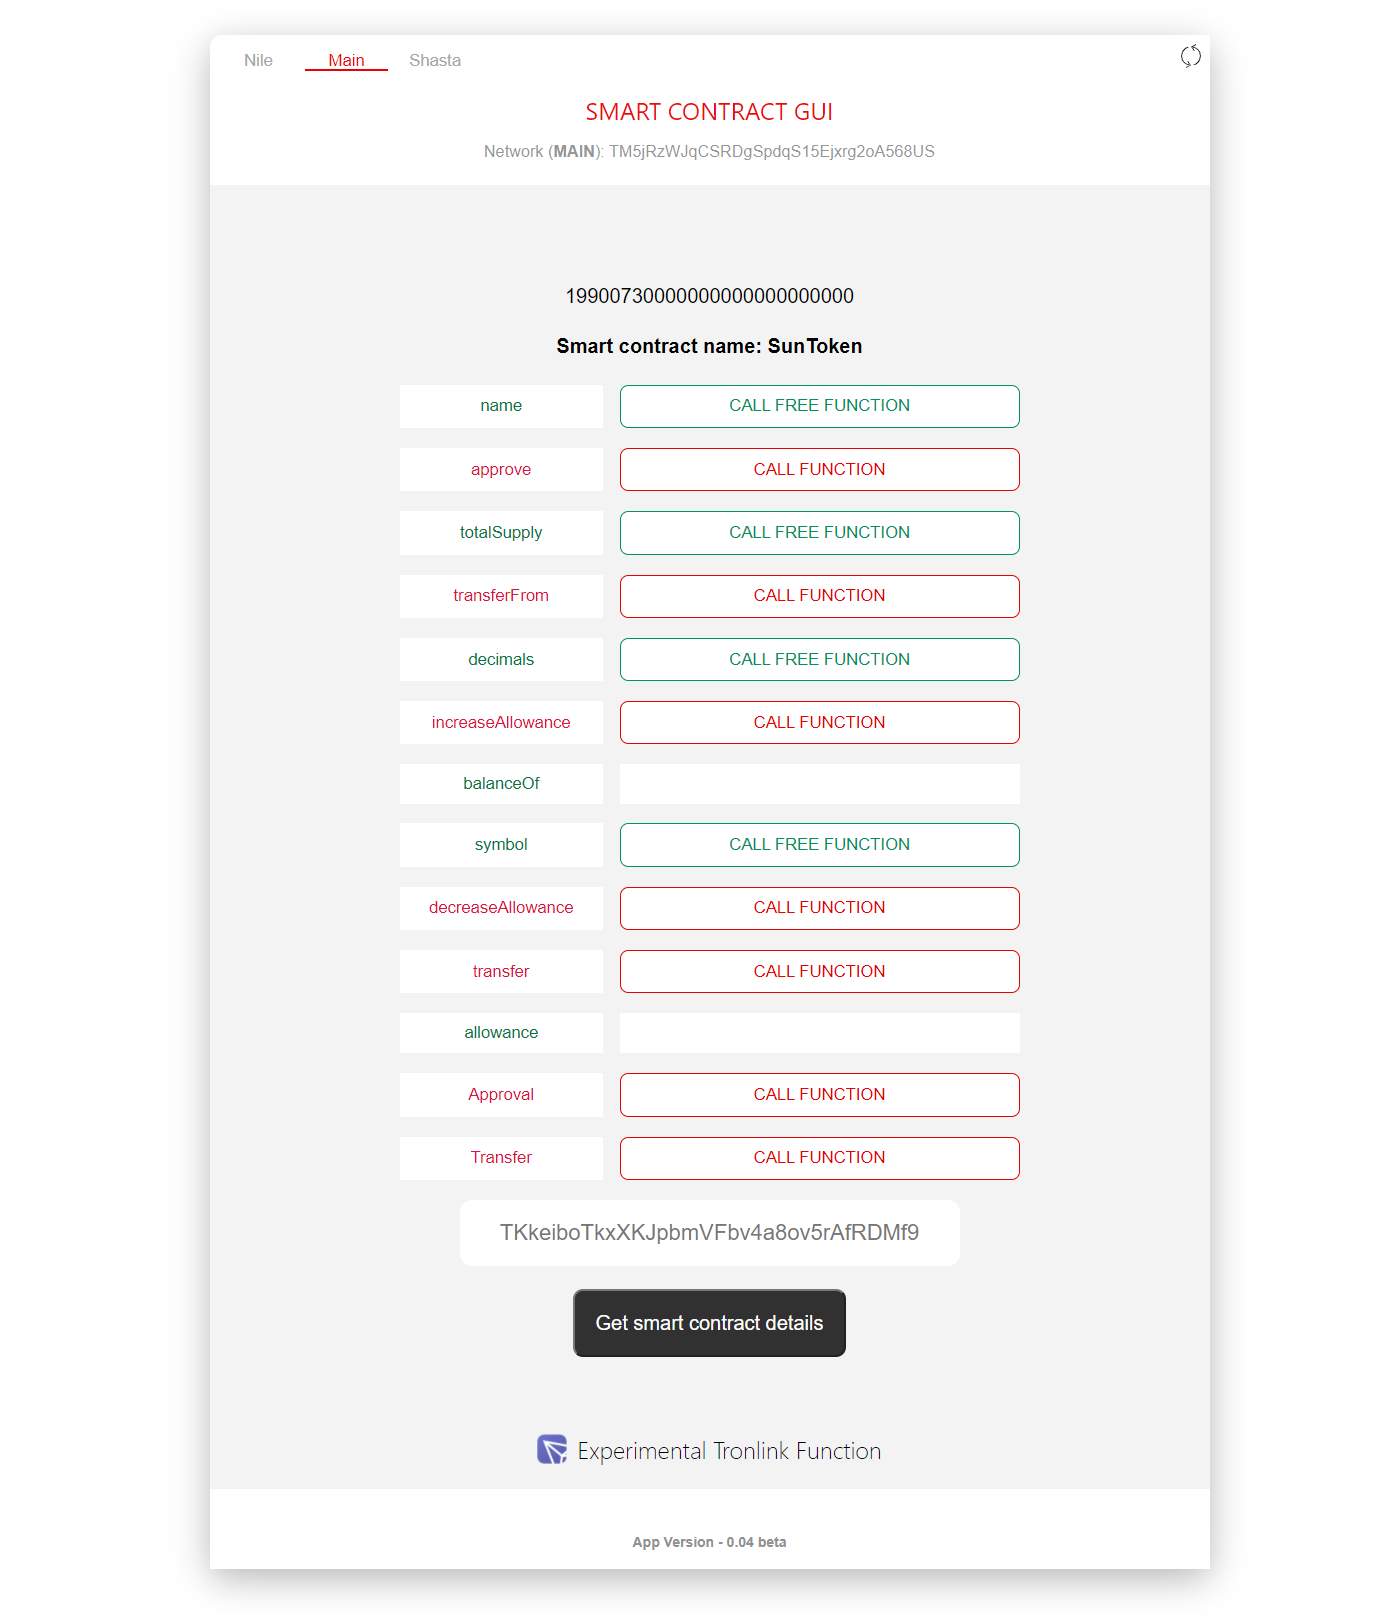 Nile Main Shasta
SMART CONTRACT GUI
Network (MAIN): TM5jRzWJqCSRDgSpdqS15Ejxrg2oA568US
19900730000000000000000000
Smart contract name: SunToken
name CALL FREE FUNCTION
approve CALL FUNCTION
totalSupply CALL FREE FUNCTION
transferFrom CALL FUNCTION
decimals CALL FREE FUNCTION
increaseAllowance CALL FUNCTION
balanceOf
symbol CALL FREE FUNCTION
decreaseAllowance CALL FUNCTION
transfer CALL FUNCTION
allowance
Approval CALL FUNCTION
Transfer CALL FUNCTION
TKkeiboTkxXKJpbmVFbv4a8ov5rAfRDMf9
Get smart contract details
Experimental Tronlink Function
App Version - 0.04 beta